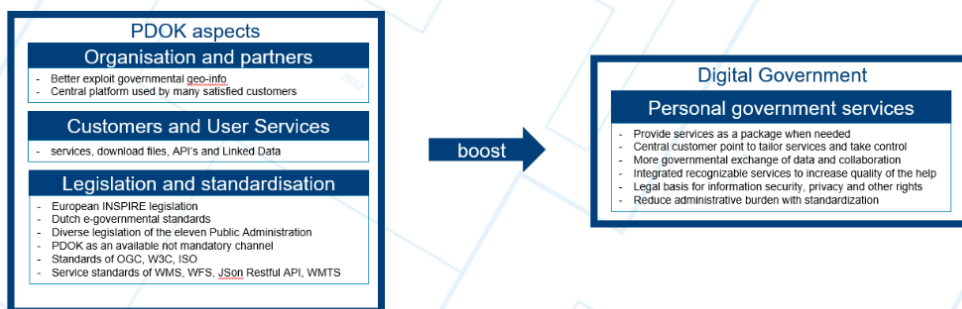 PDOK aspects
Organisation and partners
- Better exploit governmental geo-info
- Central platform used by many satisfied customers
Customers and User Services
- services, download files, API's and Linked Data
Legislation and standardisation
- European INSPIRE legislation
- Dutch e-governmental standards
- Diverse legislation of the eleven Public Administration
- PDOK as an available not mandatory channel
- Standards of OGC, W3C, ISO
- Service standards of WMS, WFS, JSon Restful API, WMTS
boost
Digital Government
Personal government services
- Provide services as a package when needed
- Central customer point to tailor services and take control
- More governmental exchange of data and collaboration
- Integrated recognizable services to increase quality of the help
- Legal basis for information security, privacy and other rights
- Reduce administrative burden with standardization